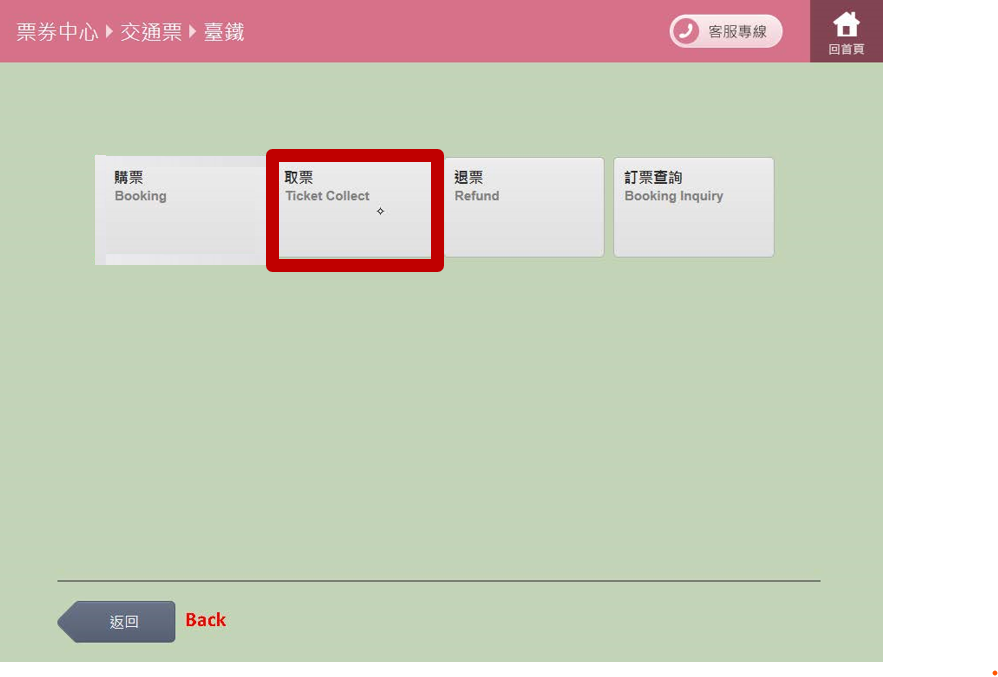 票券中心 交通票 臺鐵
客服專線
回首頁
購票
Booking
取票
Ticket Collect
退票
Refund
訂票查詢
Booking Inquiry
返回
Back